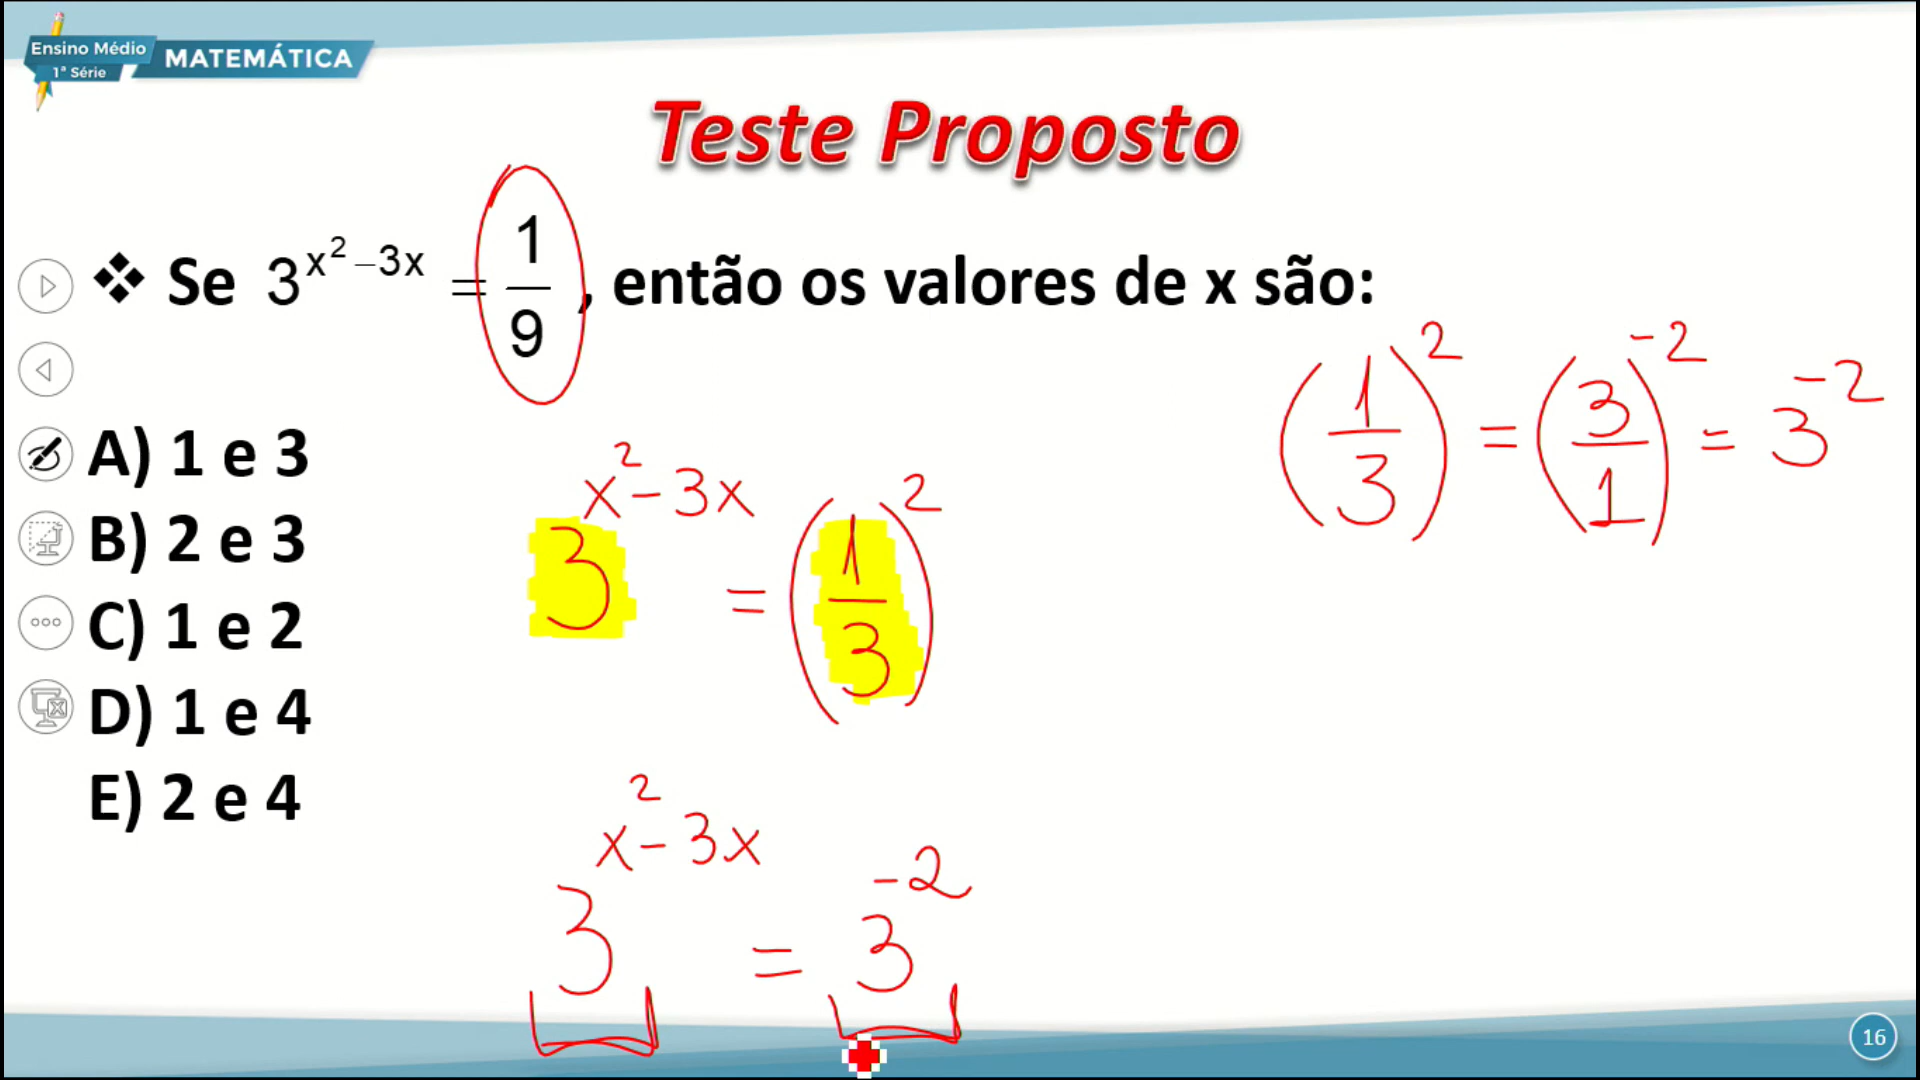 Ensino Médio
1ª Série
MATEMÁTICA
Teste Proposto
❖ Se 3^(x²−3x) = 1/9, então os valores de x são:
A) 1 e 3
B) 2 e 3
C) 1 e 2
D) 1 e 4
E) 2 e 4
(1/3)² = (3/1)⁻² = 3⁻²
3^(x²-3x) = (1/3)²
3^(x²-3x) = 3⁻²
16